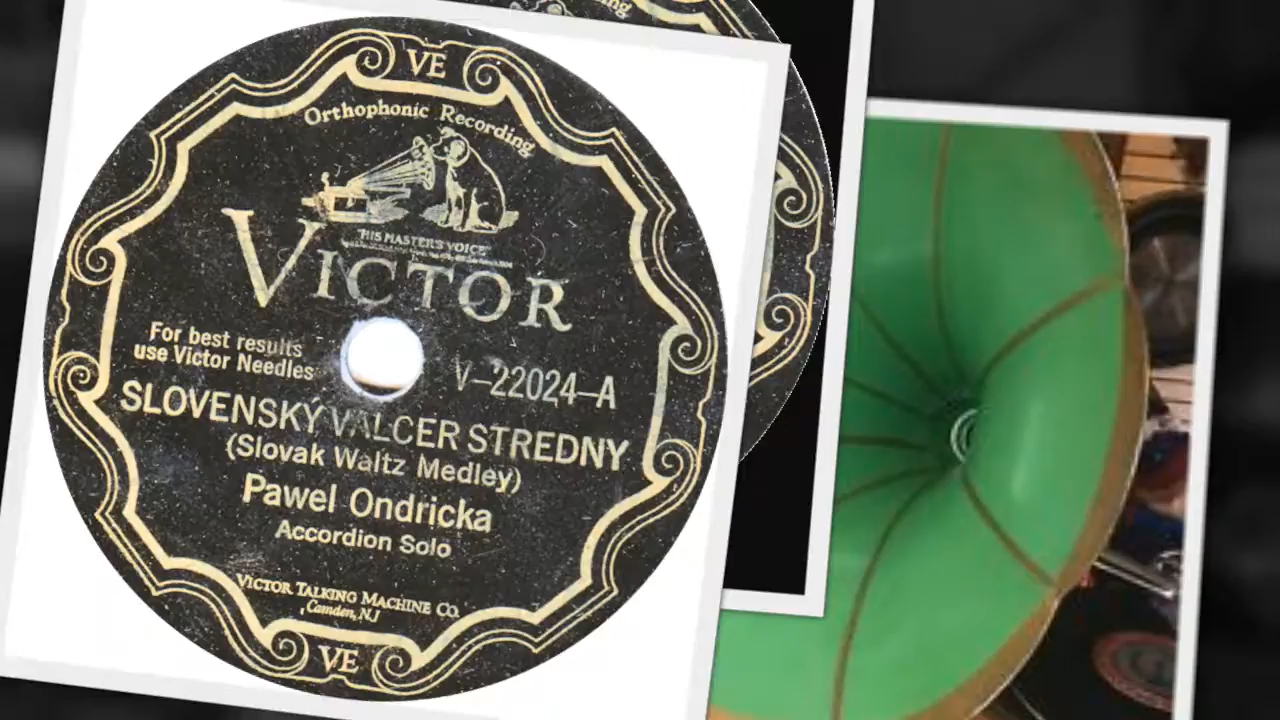 VE
Orthophonic Recording
"HIS MASTER'S VOICE"
VICTOR
For best results
use Victor Needles
V-22024-A
SLOVENSKÝ VALCER STREDNY
(Slovak Waltz Medley)
Pawel Ondricka
Accordion Solo
VICTOR TALKING MACHINE CO.
Camden, N.J
VE